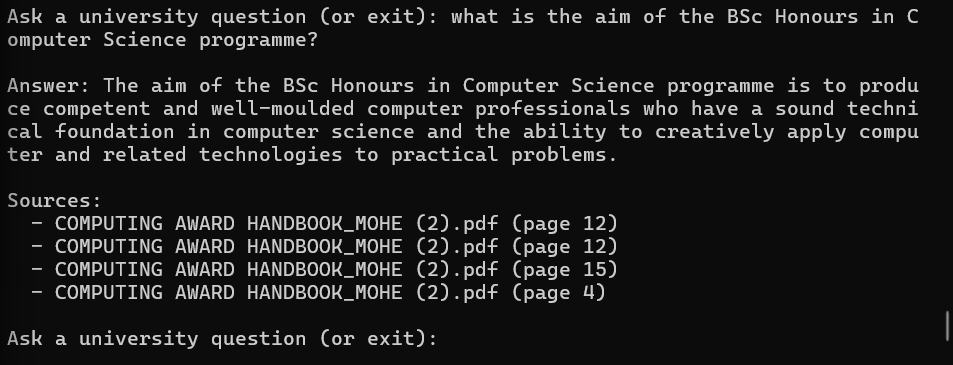 Ask a university question (or exit): what is the aim of the BSc Honours in C
omputer Science programme?

Answer: The aim of the BSc Honours in Computer Science programme is to produ
ce competent and well-moulded computer professionals who have a sound techni
cal foundation in computer science and the ability to creatively apply compu
ter and related technologies to practical problems.

Sources:
  - COMPUTING AWARD HANDBOOK_MOHE (2).pdf (page 12)
  - COMPUTING AWARD HANDBOOK_MOHE (2).pdf (page 12)
  - COMPUTING AWARD HANDBOOK_MOHE (2).pdf (page 15)
  - COMPUTING AWARD HANDBOOK_MOHE (2).pdf (page 4)

Ask a university question (or exit):